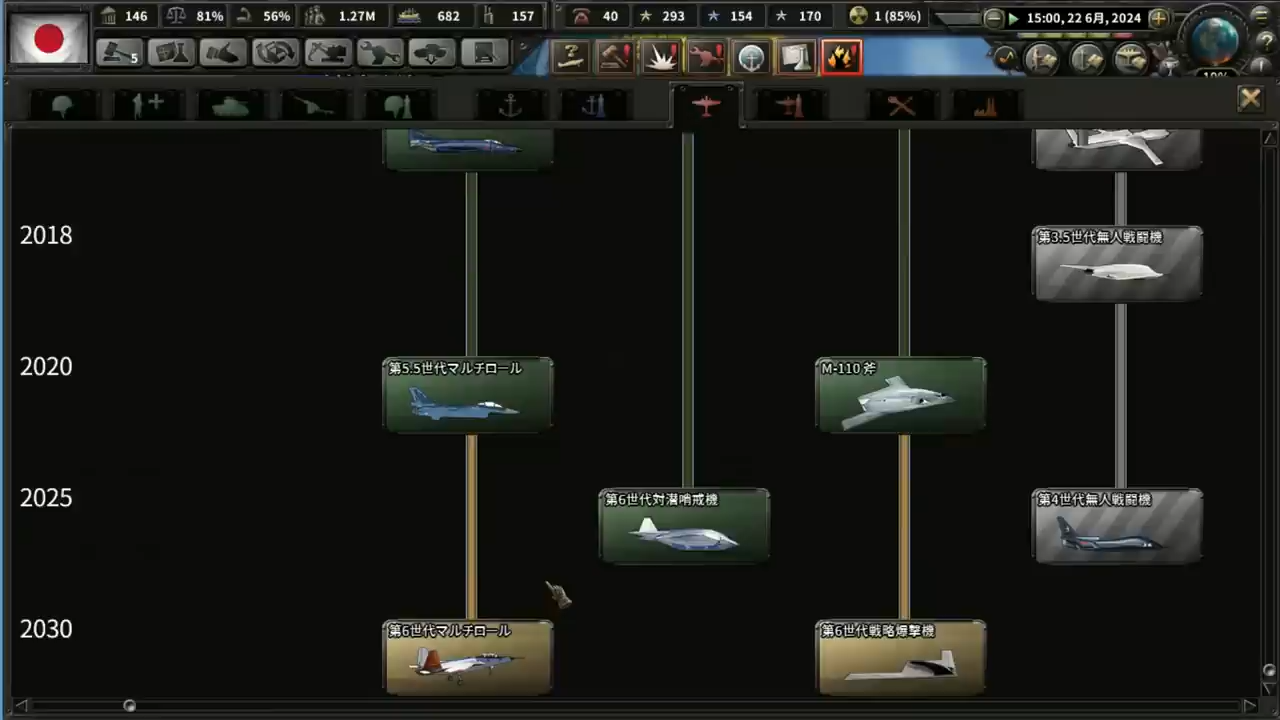 146 81% 56% 1.27M 682 157 40 293 154 170 1 (85%) 15:00, 22 6月, 2024
5
10%
2018
第3.5世代無人戦闘機
2020
第5.5世代マルチロール
M-110 斧
2025
第6世代対潜哨戒機
第4世代無人戦闘機
2030
第6世代マルチロール
第6世代戦略爆撃機